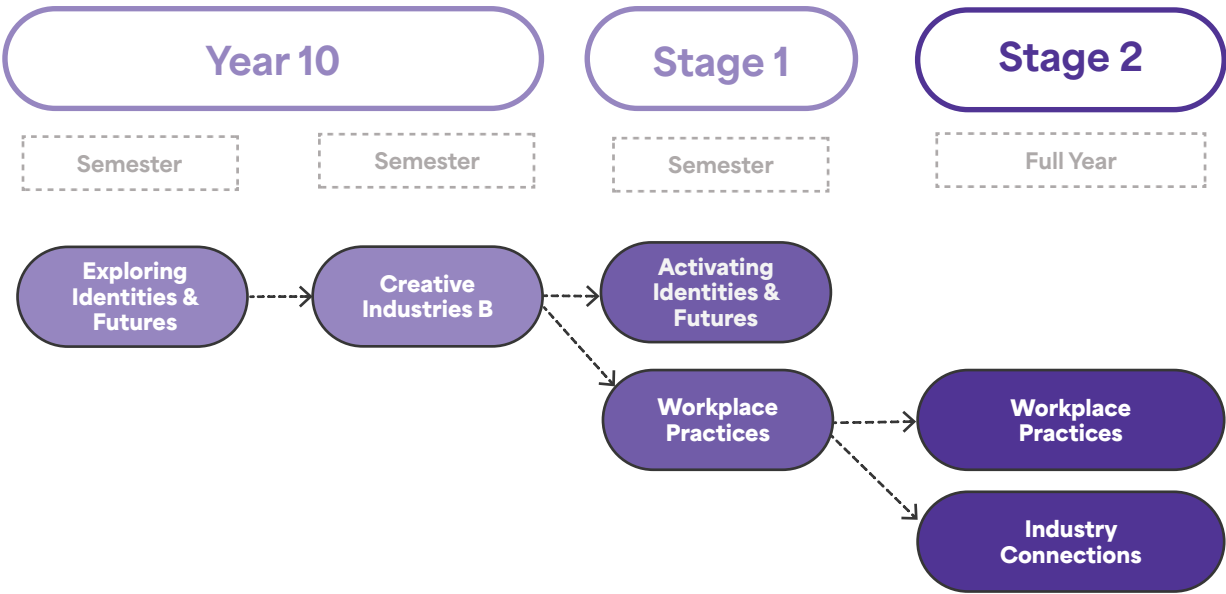 Year 10
Stage 1
Stage 2
Semester
Semester
Semester
Full Year
Exploring
Identities &
Futures
Creative
Industries B
Activating
Identities &
Futures
Workplace
Practices
Workplace
Practices
Industry
Connections